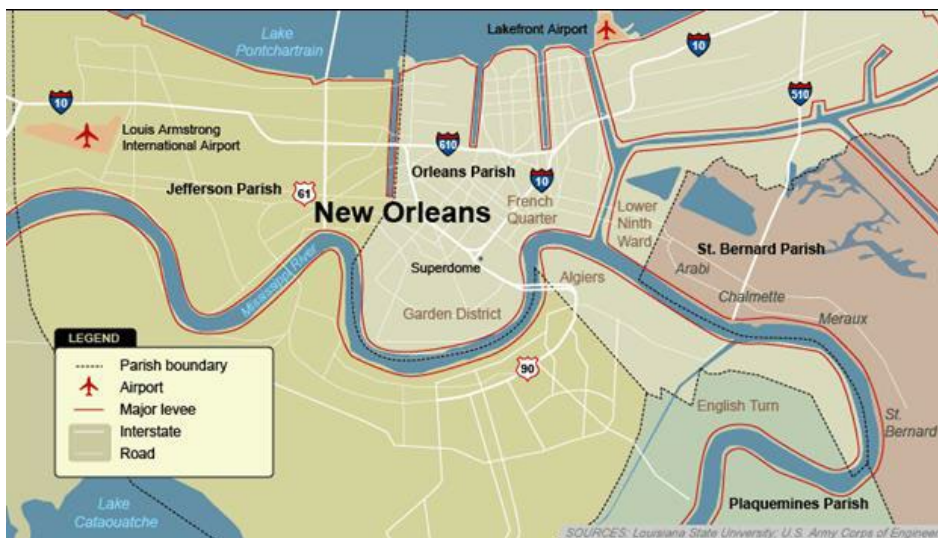 Lake
Pontchartrain
Lakefront Airport
10
10
510
Louis Armstrong
International Airport
610
Jefferson Parish
61
Orleans Parish
10
New Orleans
French
Quarter
Lower
Ninth
Ward
St. Bernard Parish
Superdome
Algiers
Arabi
Mississippi River
Chalmette
Garden District
Meraux
LEGEND
Parish boundary
Airport
Major levee
Interstate
Road
90
English Turn
St.
Bernard
Plaquemines Parish
Lake
Cataouatche
SOURCES: Louisiana State University; U.S. Army Corps of Engineer